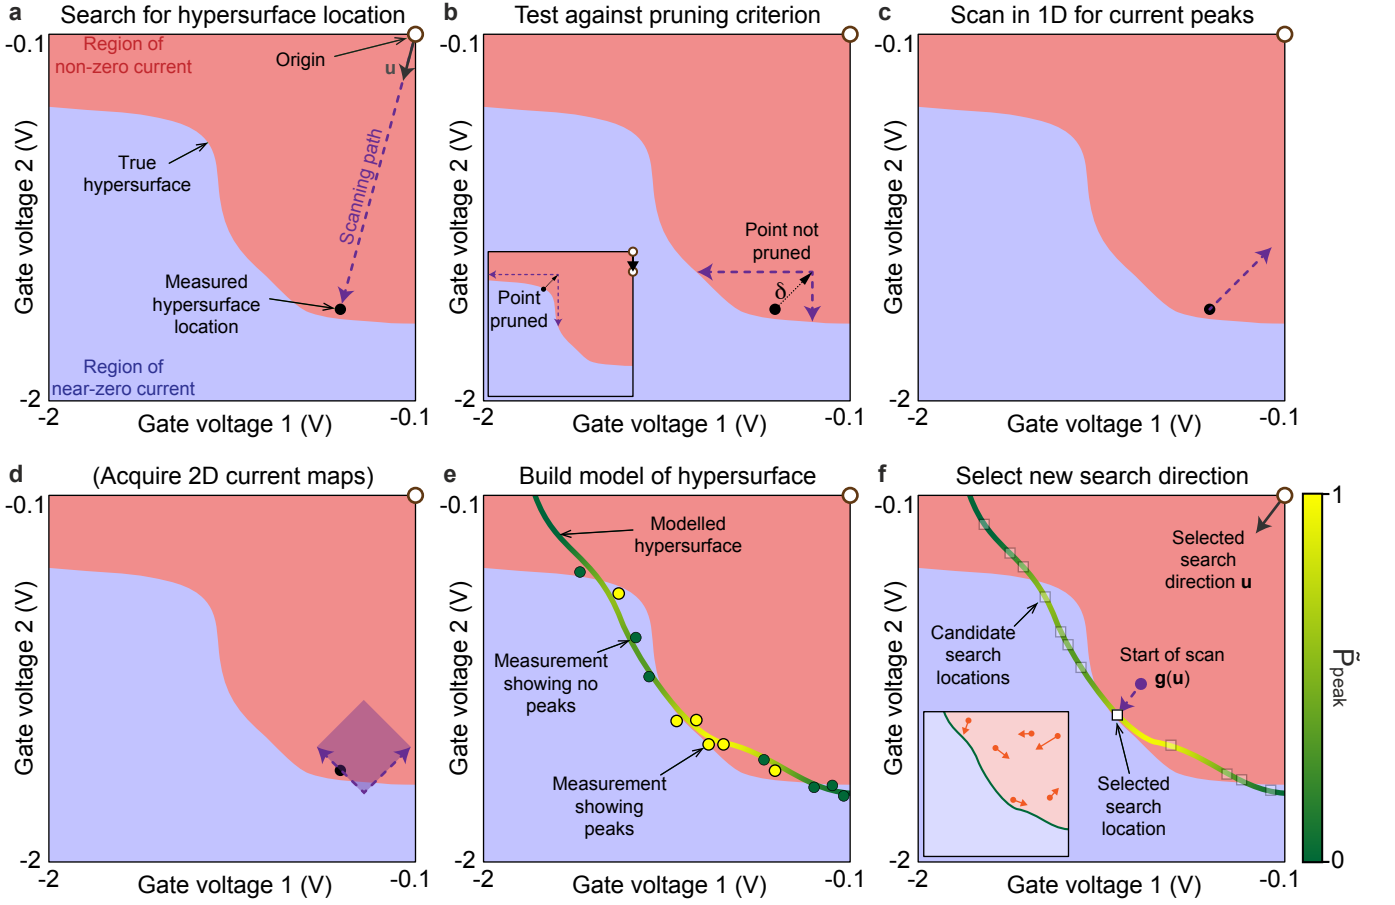 a Search for hypersurface location
-0.1
Region of
non-zero current
Origin
u
Scanning path
True
hypersurface
Measured
hypersurface
location
Region of
near-zero current
Gate voltage 2 (V)
-2
-2
Gate voltage 1 (V)
-0.1
b Test against pruning criterion
-0.1
Point not
pruned
δ
Point
pruned
Gate voltage 2 (V)
-2
-2
Gate voltage 1 (V)
-0.1
c Scan in 1D for current peaks
-0.1
Gate voltage 2 (V)
-2
-2
Gate voltage 1 (V)
-0.1
d (Acquire 2D current maps)
-0.1
Gate voltage 2 (V)
-2
-2
Gate voltage 1 (V)
-0.1
e Build model of hypersurface
-0.1
Modelled
hypersurface
Measurement
showing no
peaks
Measurement
showing
peaks
Gate voltage 2 (V)
-2
-2
Gate voltage 1 (V)
-0.1
f Select new search direction
-0.1
Selected
search
direction u
Candidate
search
locations
Start of scan
g(u)
Selected
search
location
Gate voltage 2 (V)
-2
-2
Gate voltage 1 (V)
-0.1
1
P̃peak
0